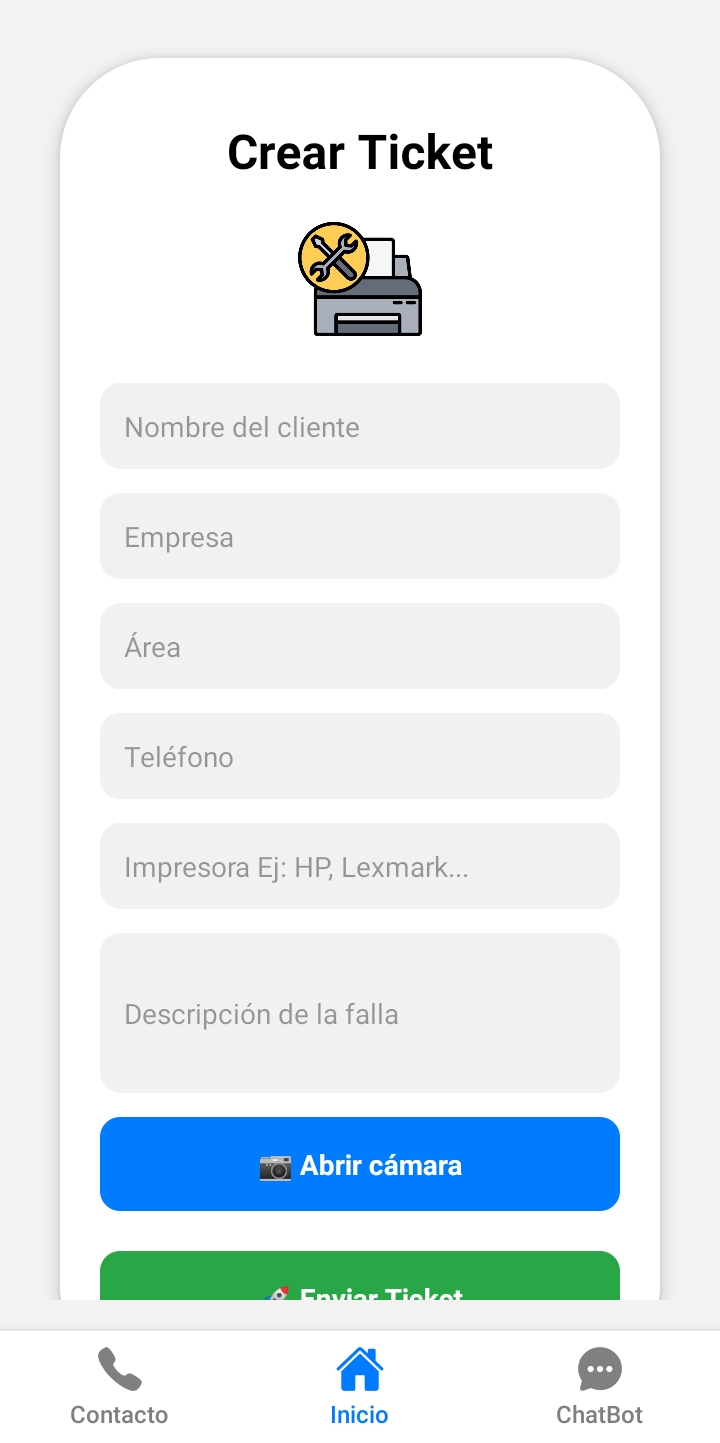 Crear Ticket
Nombre del cliente
Empresa
Área
Teléfono
Impresora Ej: HP, Lexmark...
Descripción de la falla
📷 Abrir cámara
🚀 Enviar Ticket
Contacto
Inicio
ChatBot